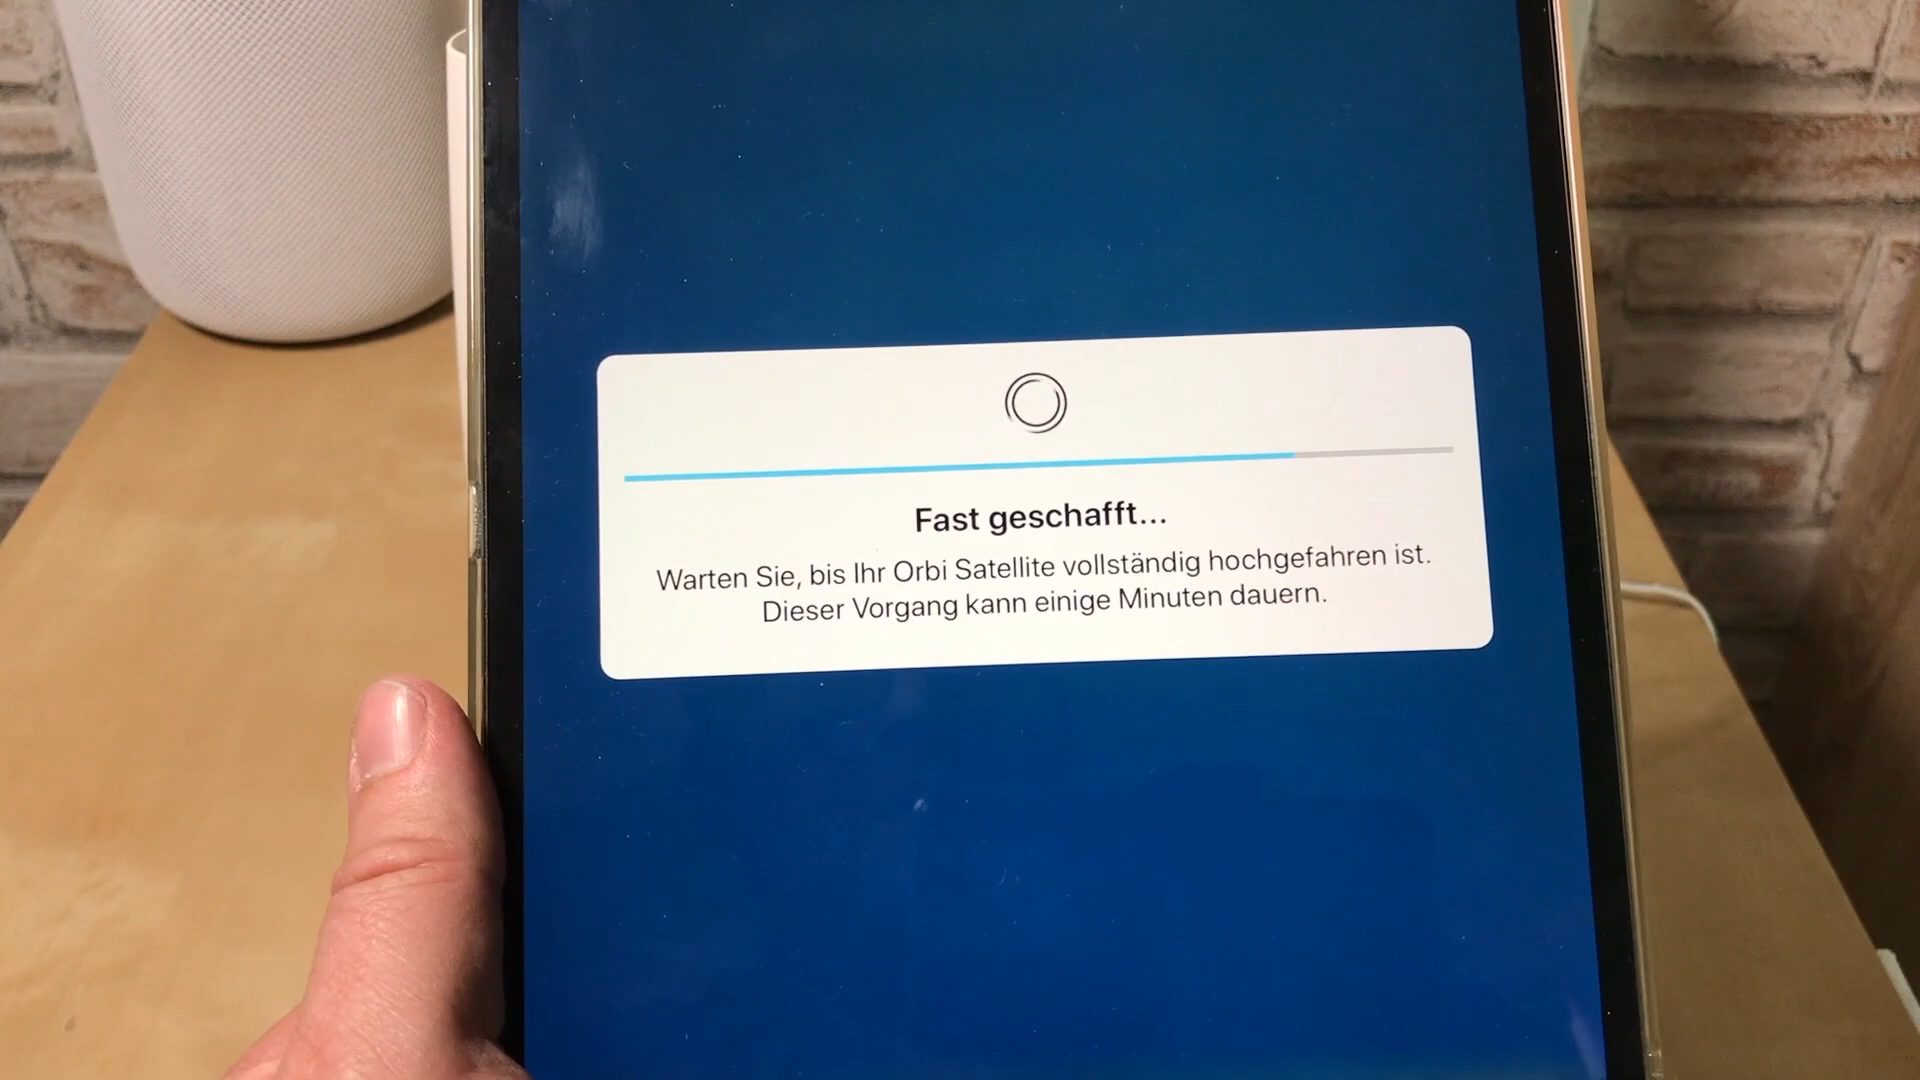 Fast geschafft...
Warten Sie, bis Ihr Orbi Satellite vollständig hochgefahren ist.
Dieser Vorgang kann einige Minuten dauern.